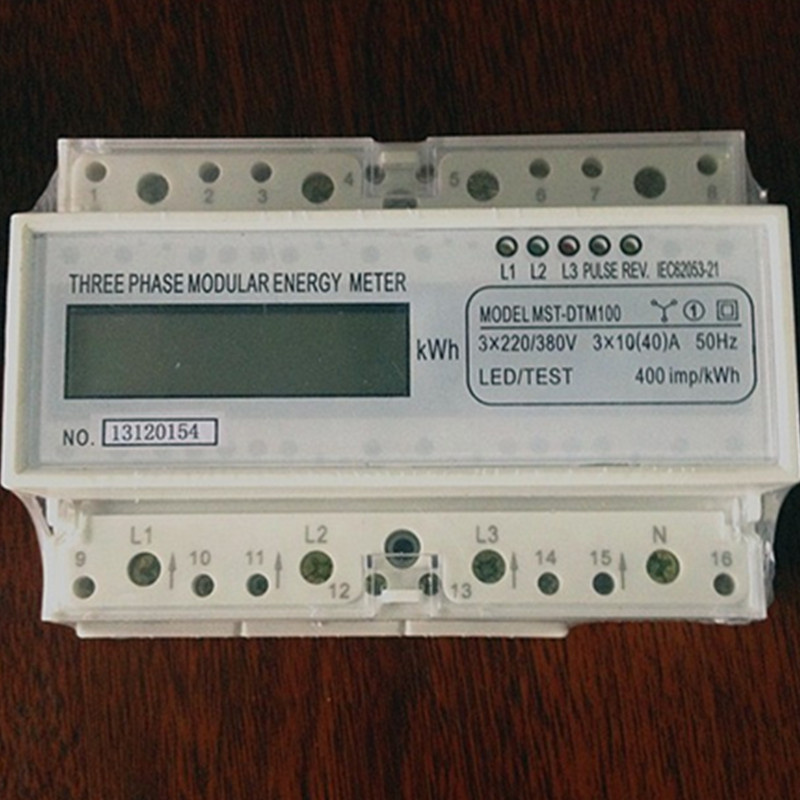 1 2 3 4 5 6 7 8
L1 L2 L3 PULSE REV. IEC62053-21
THREE PHASE MODULAR ENERGY METER
MODEL MST-DTM100 1
3×220/380V 3×10(40)A 50Hz
kWh
LED/TEST 400 imp/kWh
NO. 13120154
L1 L2 L3 N
9 10 11 12 13 14 15 16